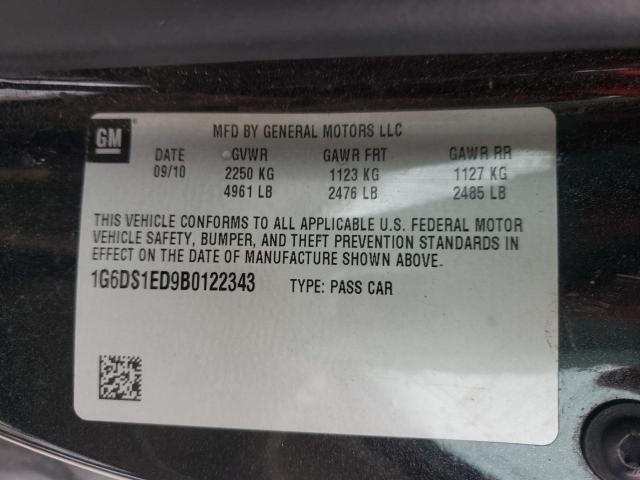 GM ® MFD BY GENERAL MOTORS LLC
DATE GVWR GAWR FRT GAWR RR
09/10 2250 KG 1123 KG 1127 KG
4961 LB 2476 LB 2485 LB
THIS VEHICLE CONFORMS TO ALL APPLICABLE U.S. FEDERAL MOTOR
VEHICLE SAFETY, BUMPER, AND THEFT PREVENTION STANDARDS IN
EFFECT ON THE DATE OF MANUFACTURE SHOWN ABOVE.
1G6DS1ED9B0122343 TYPE: PASS CAR